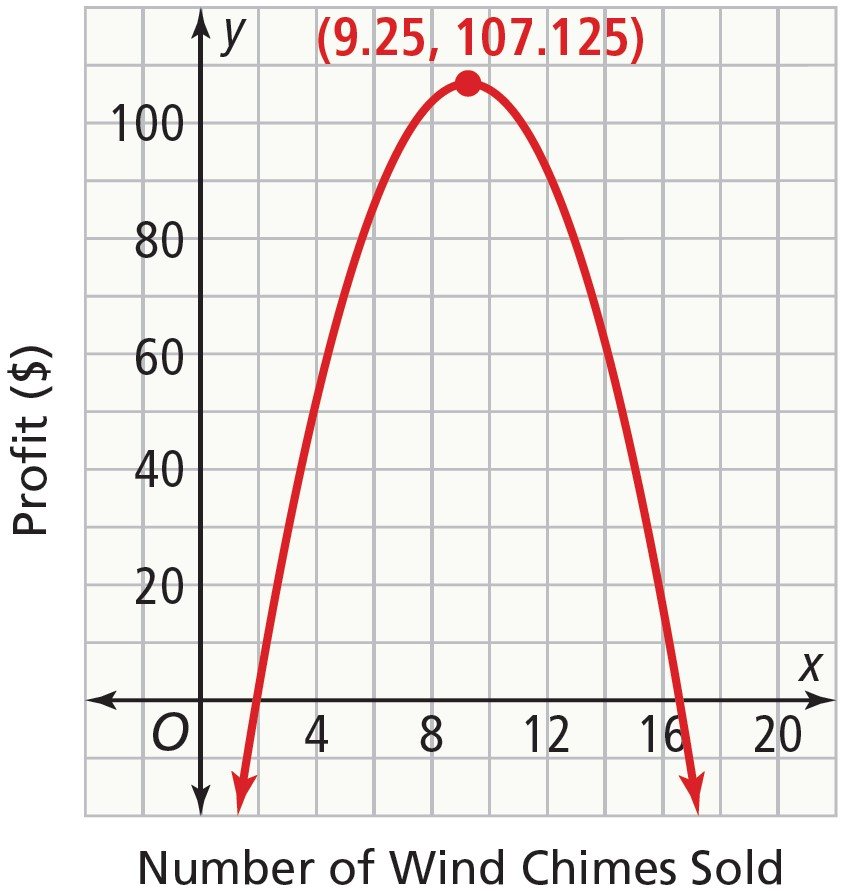 y
(9.25, 107.125)
100
80
60
40
20
Profit ($)
x
O
4 8 12 16 20
Number of Wind Chimes Sold